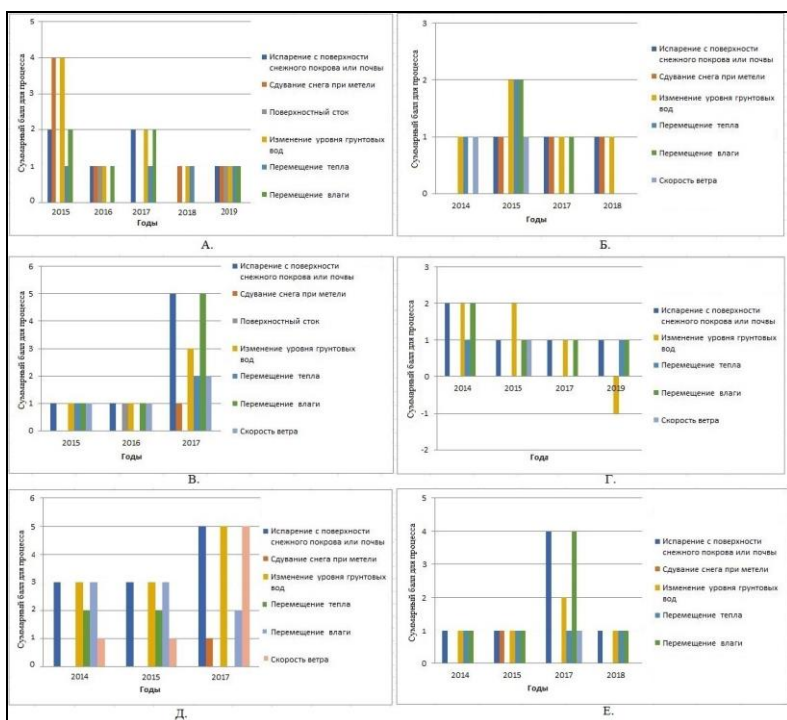 Суммарный балл для процесса
5
4
3
2
1
0
2015 2016 2017 2018 2019
Годы
Испарение с поверхности
снежного покрова или почвы
Сдувание снега при метели
Поверхностный сток
Изменение уровня грунтовых
вод
Перемещение тепла
Перемещение влаги
А.
Суммарный балл для процесса
3
2
1
0
2014 2015 2017 2018
Годы
Испарение с поверхности
снежного покрова или почвы
Сдувание снега при метели
Изменение уровня грунтовых
вод
Перемещение тепла
Перемещение влаги
Скорость ветра
Б.
Суммарный балл для процесса
6
5
4
3
2
1
0
2015 2016 2017
Годы
Испарение с поверхности
снежного покрова или почвы
Сдувание снега при метели
Поверхностный сток
Изменение уровня грунтовых
вод
Перемещение тепла
Перемещение влаги
Скорость ветра
В.
Суммарный балл для процесса
3
2
1
0
-1
-2
2014 2015 2017 2019
Года
Испарение с поверхности
снежного покрова или почвы
Изменение уровня грунтовых
вод
Перемещение тепла
Перемещение влаги
Скорость ветра
Г.
Суммарный балл для процесса
6
5
4
3
2
1
0
2014 2015 2017
Годы
Испарение с поверхности
снежного покрова или почвы
Сдувание снега при метели
Изменение уровня грунтовых
вод
Перемещение тепла
Перемещение влаги
Скорость ветра
Д.
Суммарный балл для процесса
5
4
3
2
1
0
2014 2015 2017 2018
Годы
Испарение с поверхности
снежного покрова или почвы
Сдувание снега при метели
Изменение уровня грунтовых
вод
Перемещение тепла
Перемещение влаги
Е.